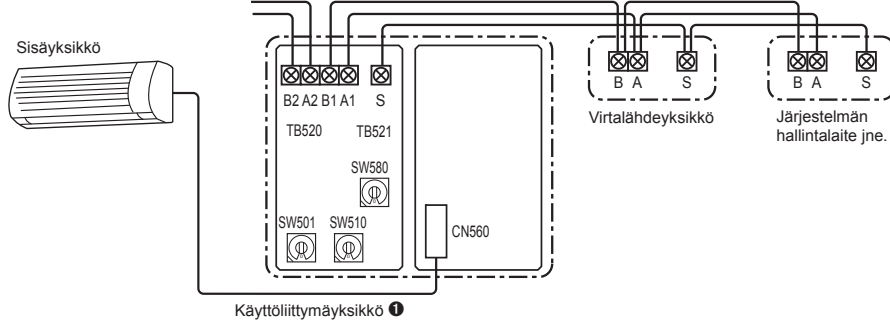 Sisäyksikkö
B2 A2 B1 A1 S
TB520 TB521
SW580
SW501 SW510
CN560
Käyttöliittymäyksikkö ❶
B A S
Virtalähdeyksikkö
B A S
Järjestelmän
hallintalaite jne.